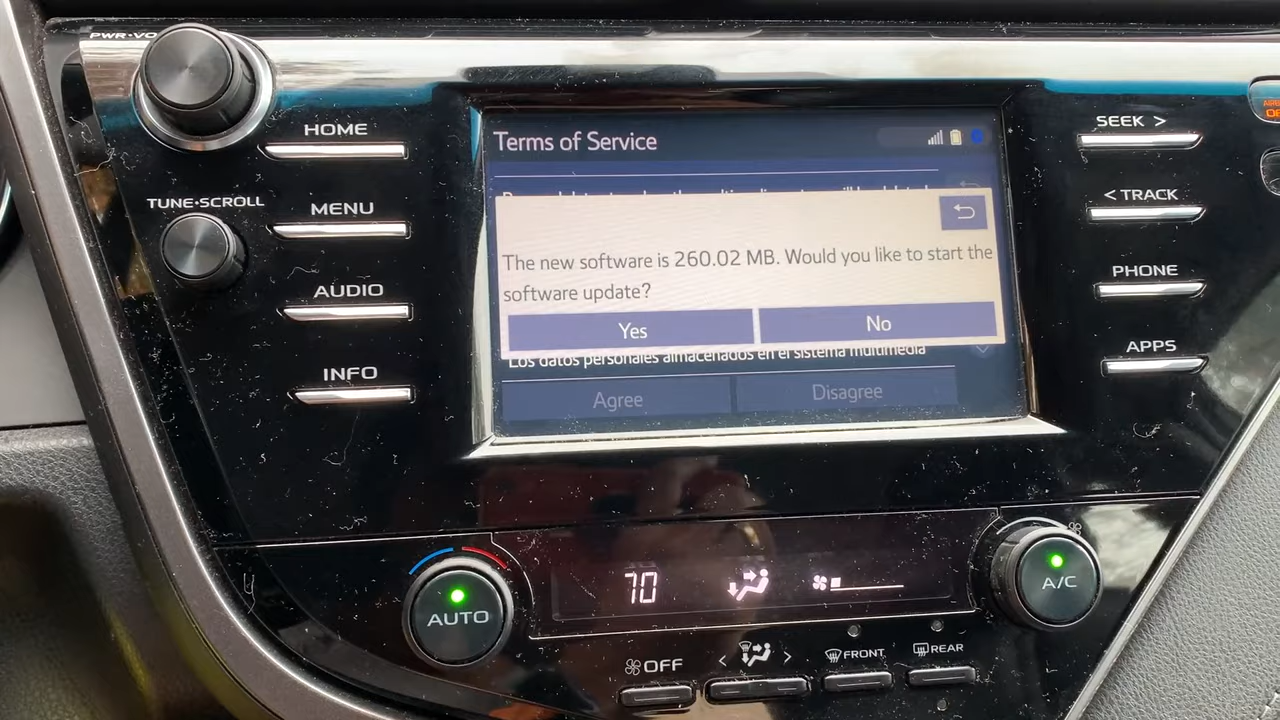 PWR·VO
HOME
TUNE·SCROLL
MENU
AUDIO
INFO
Terms of Service
The new software is 260.02 MB. Would you like to start the
software update?
Yes
No
Los datos personales almacenados en el sistema multimedia
Agree
Disagree
SEEK >
< TRACK
PHONE
APPS
AUTO
70
A/C
OFF
< >
FRONT
REAR